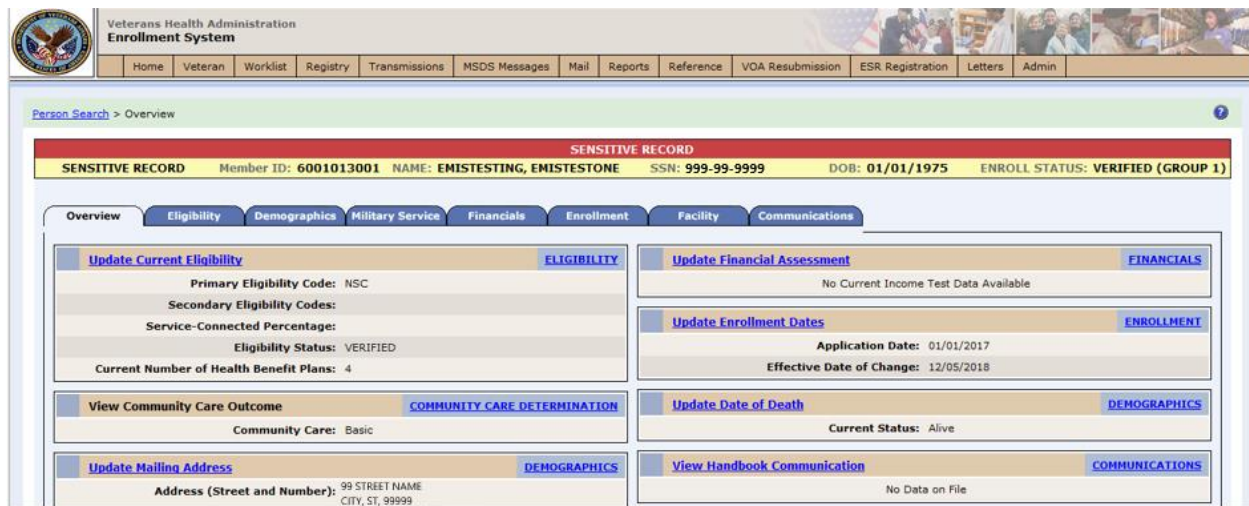 Veterans Health Administration
Enrollment System
Home Veteran Worklist Registry Transmissions MSDS Messages Mail Reports Reference VOA Resubmission ESR Registration Letters Admin
Person Search > Overview ?
SENSITIVE RECORD
SENSITIVE RECORD Member ID: 6001013001 NAME: EMISTESTING, EMISTESTONE SSN: 999-99-9999 DOB: 01/01/1975 ENROLL STATUS: VERIFIED (GROUP 1)
Overview Eligibility Demographics Military Service Financials Enrollment Facility Communications
Update Current Eligibility ELIGIBILITY
Primary Eligibility Code: NSC
Secondary Eligibility Codes:
Service-Connected Percentage:
Eligibility Status: VERIFIED
Current Number of Health Benefit Plans: 4
View Community Care Outcome COMMUNITY CARE DETERMINATION
Community Care: Basic
Update Mailing Address DEMOGRAPHICS
Address (Street and Number): 99 STREET NAME
CITY, ST, 99999
Update Financial Assessment FINANCIALS
No Current Income Test Data Available
Update Enrollment Dates ENROLLMENT
Application Date: 01/01/2017
Effective Date of Change: 12/05/2018
Update Date of Death DEMOGRAPHICS
Current Status: Alive
View Handbook Communication COMMUNICATIONS
No Data on File